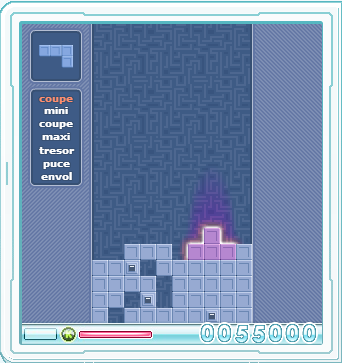 coupe
mini
coupe
maxi
tresor
puce
envol
0055000